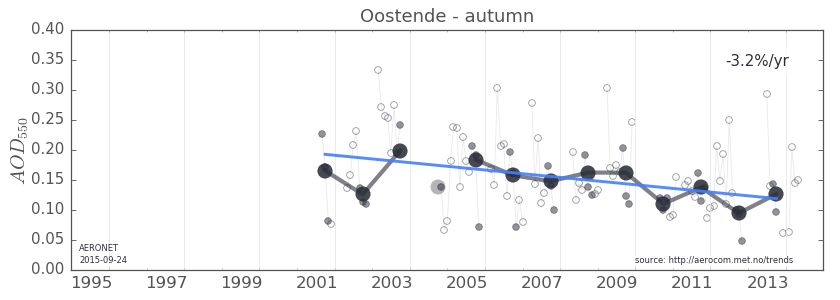 Oostende - autumn
0.40
0.35
0.30
0.25
0.20
0.15
0.10
0.05
0.00
AOD550
-3.2%/yr
AERONET
2015-09-24
source: http://aerocom.met.no/trends
1995 1997 1999 2001 2003 2005 2007 2009 2011 2013